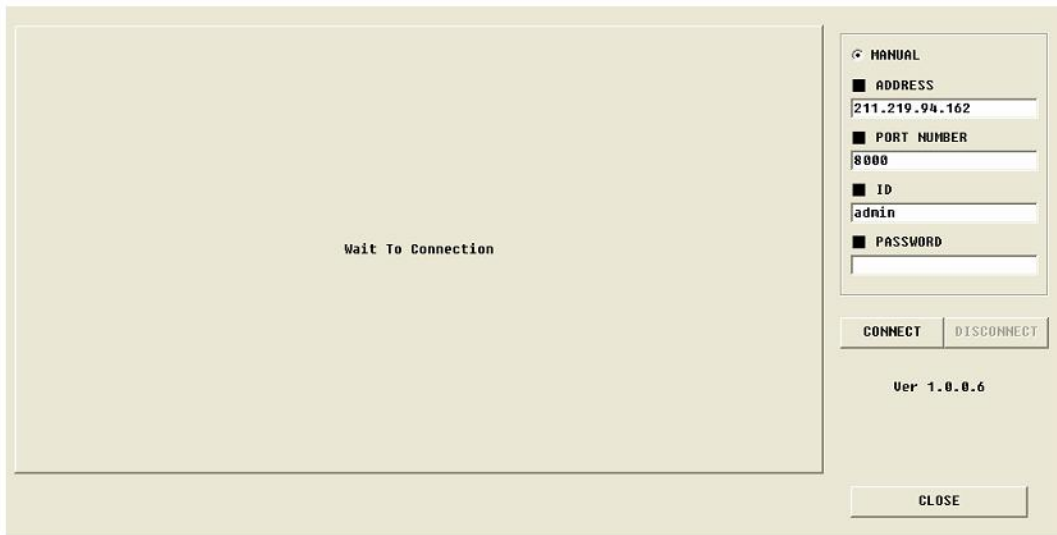 MANUAL
ADDRESS
211.219.94.162
PORT NUMBER
8000
ID
admin
PASSWORD
Wait To Connection
CONNECT DISCONNECT
Ver 1.0.0.6
CLOSE